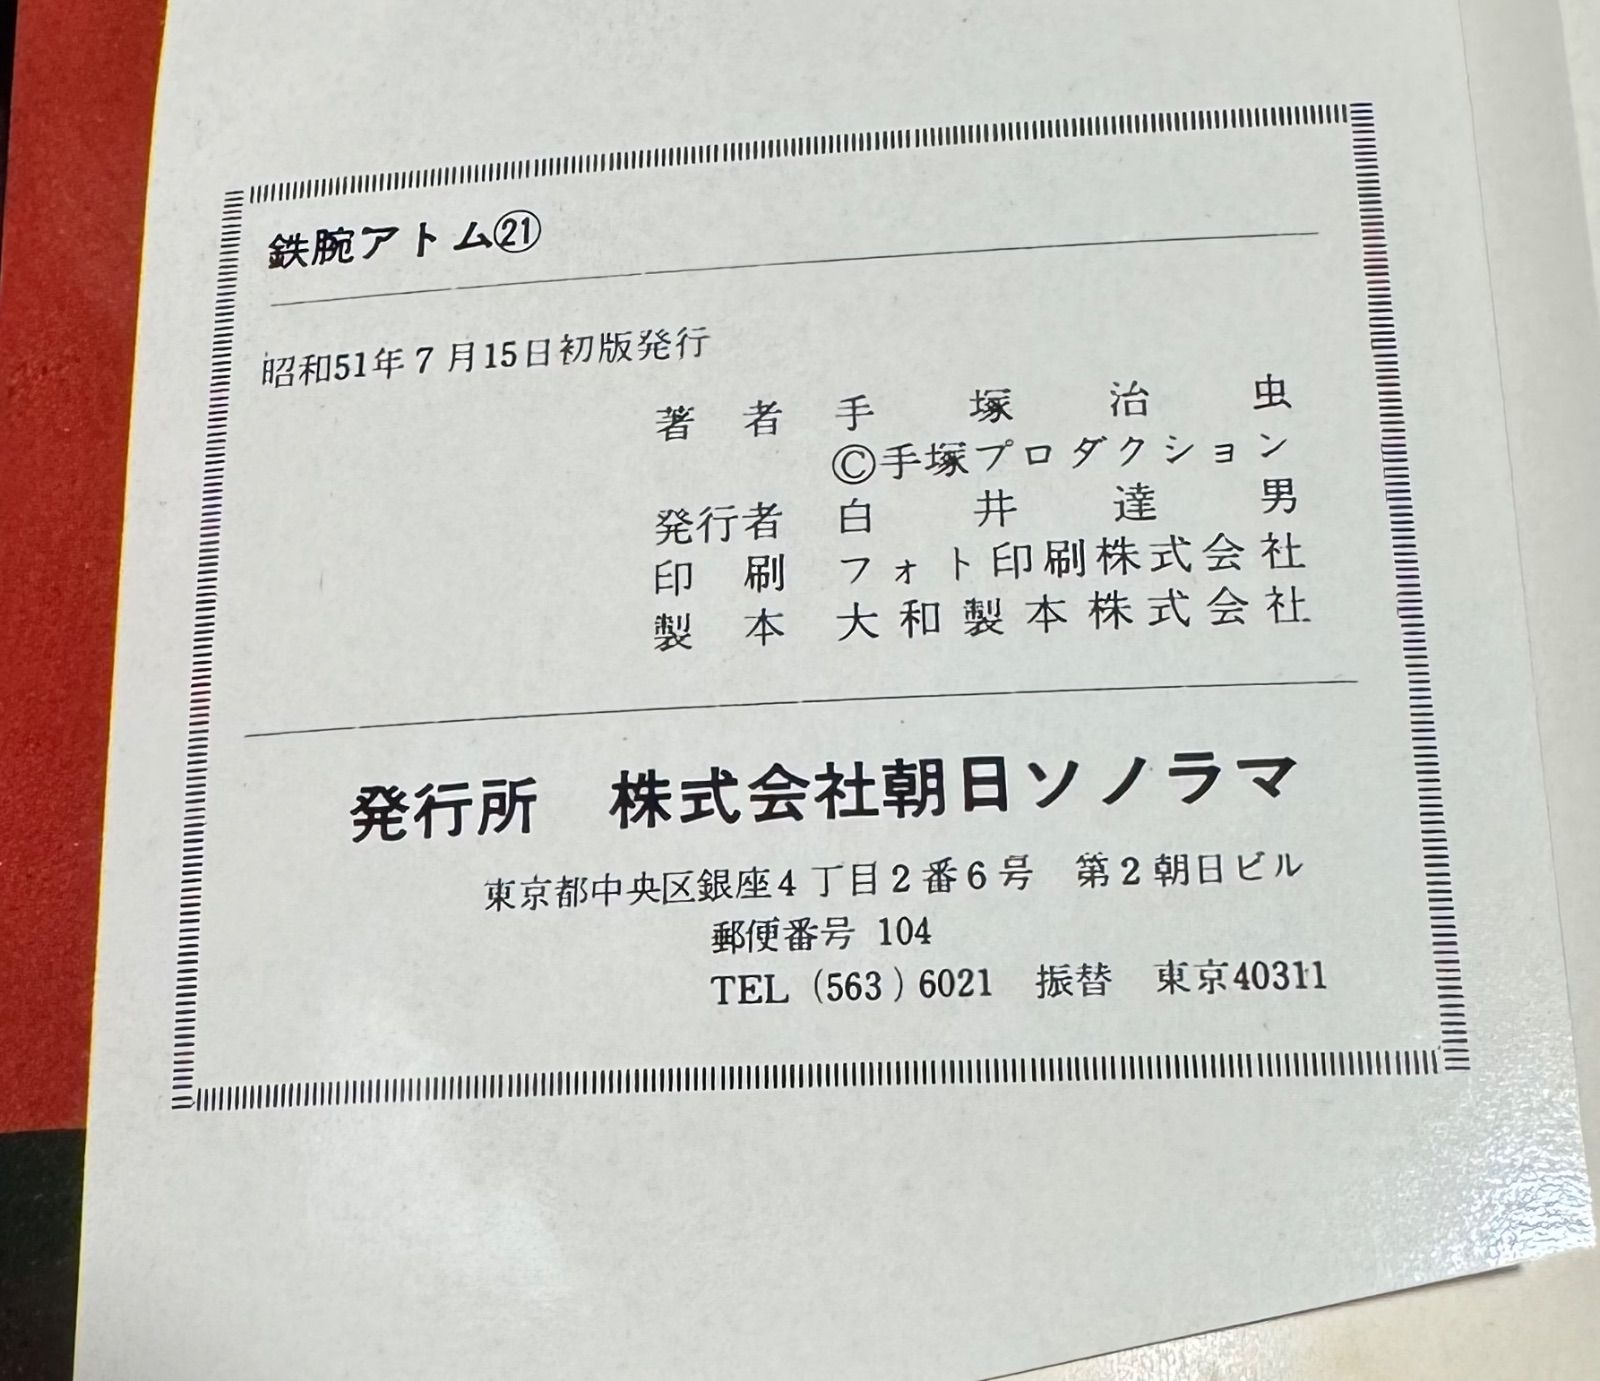 鉄腕アトム㉑
昭和51年7月15日初版発行
著者 手塚治虫
©手塚プロダクション
発行者 白井達男
印刷 フォト印刷株式会社
製本 大和製本株式会社
発行所 株式会社朝日ソノラマ
東京都中央区銀座4丁目2番6号 第2朝日ビル
郵便番号 104
TEL (563) 6021 振替 東京40311